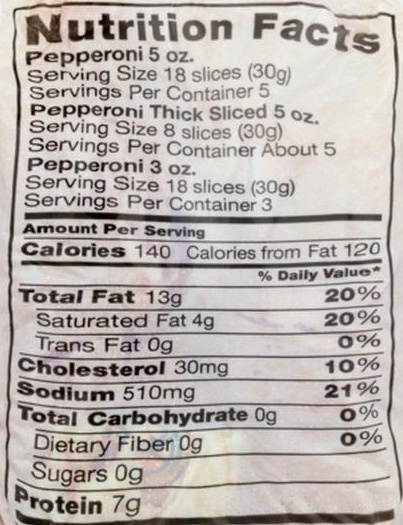 Nutrition Facts
Pepperoni 5 oz.
Serving Size 18 slices (30g)
Servings Per Container 5
Pepperoni Thick Sliced 5 oz.
Serving Size 8 slices (30g)
Servings Per Container About 5
Pepperoni 3 oz.
Serving Size 18 slices (30g)
Servings Per Container 3
Amount Per Serving
Calories 140 Calories from Fat 120
% Daily Value*
Total Fat 13g 20%
Saturated Fat 4g 20%
Trans Fat 0g 0%
Cholesterol 30mg 10%
Sodium 510mg 21%
Total Carbohydrate 0g 0%
Dietary Fiber 0g 0%
Sugars 0g
Protein 7g